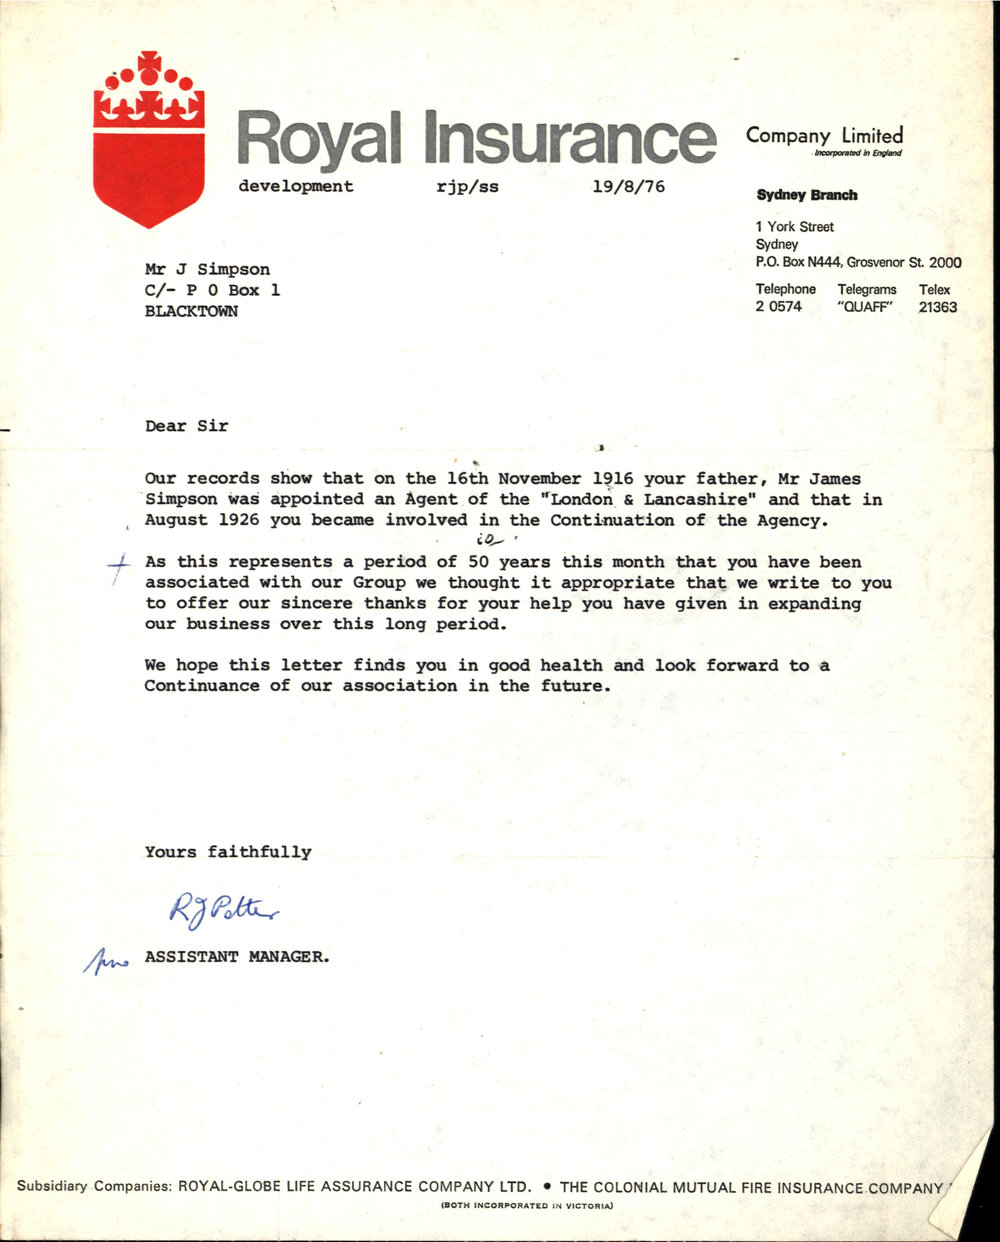 Royal Insurance Company Limited
Incorporated in England
development rjp/ss 19/8/76
Sydney Branch
1 York Street
Sydney
P.O. Box N444, Grosvenor St. 2000
Telephone Telegrams Telex
2 0574 "QUAFF" 21363
Mr J Simpson
C/- P O Box 1
BLACKTOWN
Dear Sir
Our records show that on the 16th November 1916 your father, Mr James
Simpson was appointed an Agent of the "London & Lancashire" and that in
August 1926 you became involved in the Continuation of the Agency.
As this represents a period of 50 years this month that you have been
associated with our Group we thought it appropriate that we write to you
to offer our sincere thanks for your help you have given in expanding
our business over this long period.
We hope this letter finds you in good health and look forward to a
Continuance of our association in the future.
Yours faithfully
RJPotter
ASSISTANT MANAGER.
Subsidiary Companies: ROYAL-GLOBE LIFE ASSURANCE COMPANY LTD. • THE COLONIAL MUTUAL FIRE INSURANCE COMPANY
(BOTH INCORPORATED IN VICTORIA)